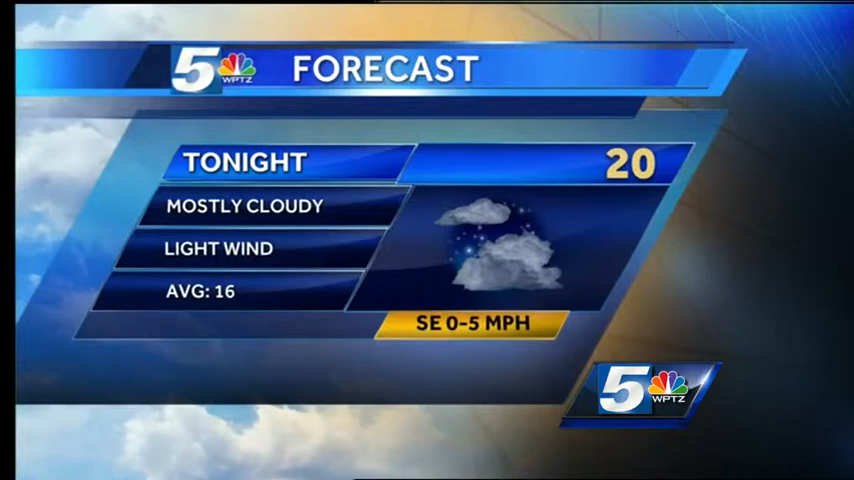 5 WPTZ FORECAST
TONIGHT 20
MOSTLY CLOUDY
LIGHT WIND
AVG: 16
SE 0-5 MPH
5 WPTZ